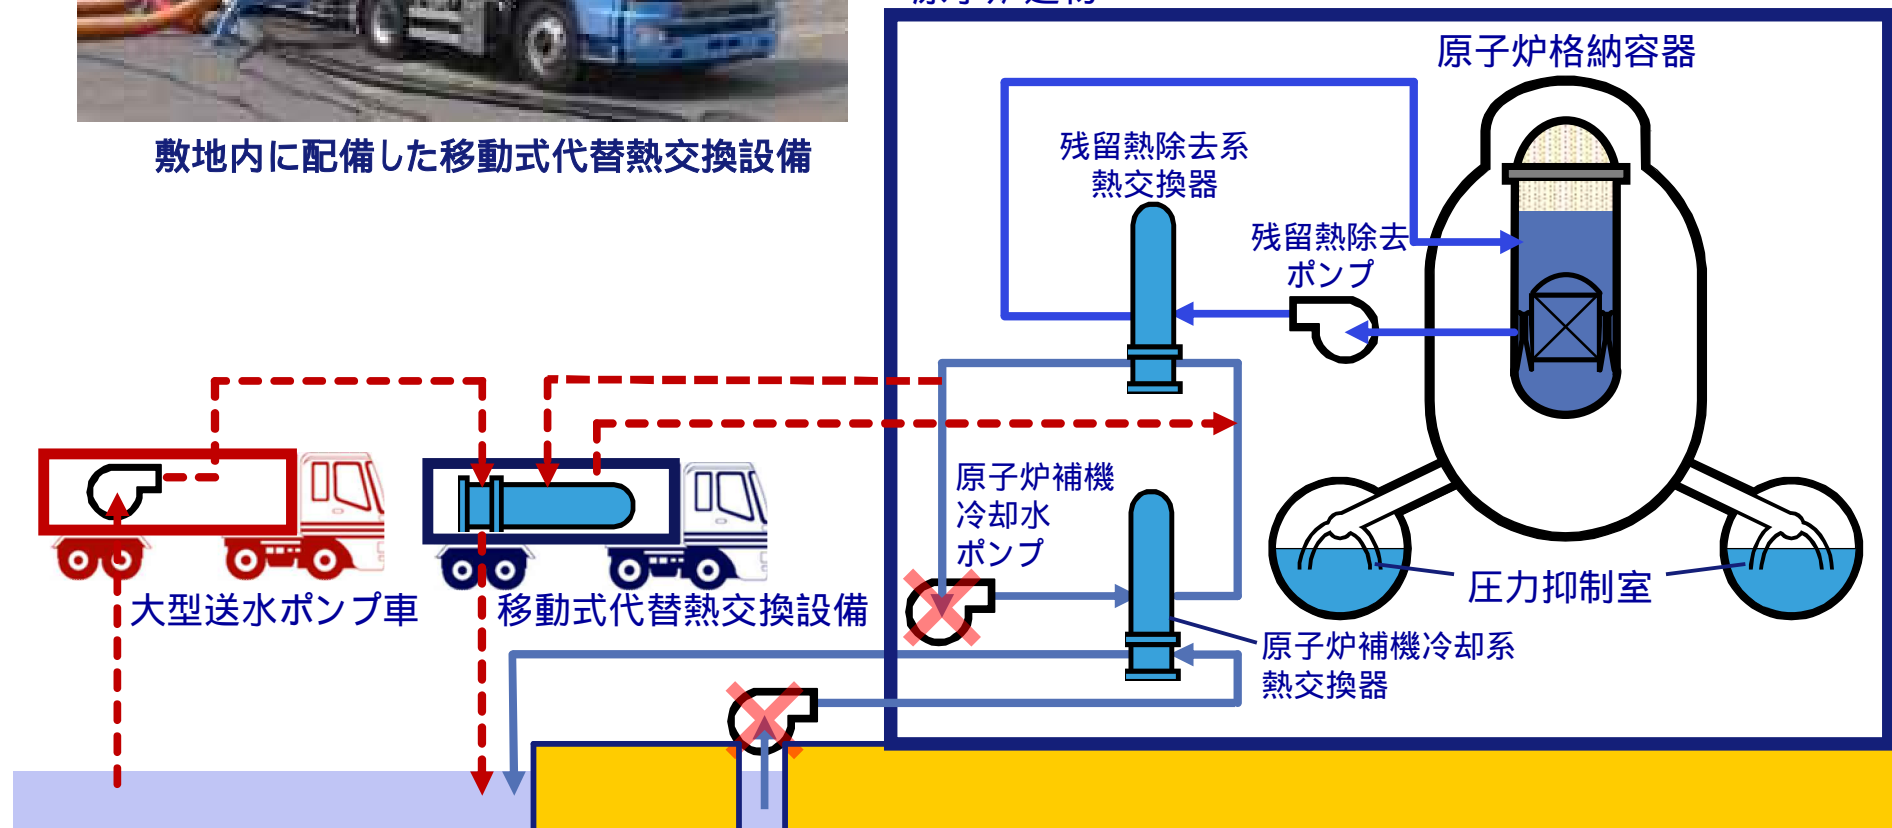 原子炉格納容器
敷地内に配備した移動式代替熱交換設備
残留熱除去系
熱交換器
残留熱除去
ポンプ
原子炉補機
冷却水
ポンプ
大型送水ポンプ車
移動式代替熱交換設備
圧力抑制室
原子炉補機冷却系
熱交換器